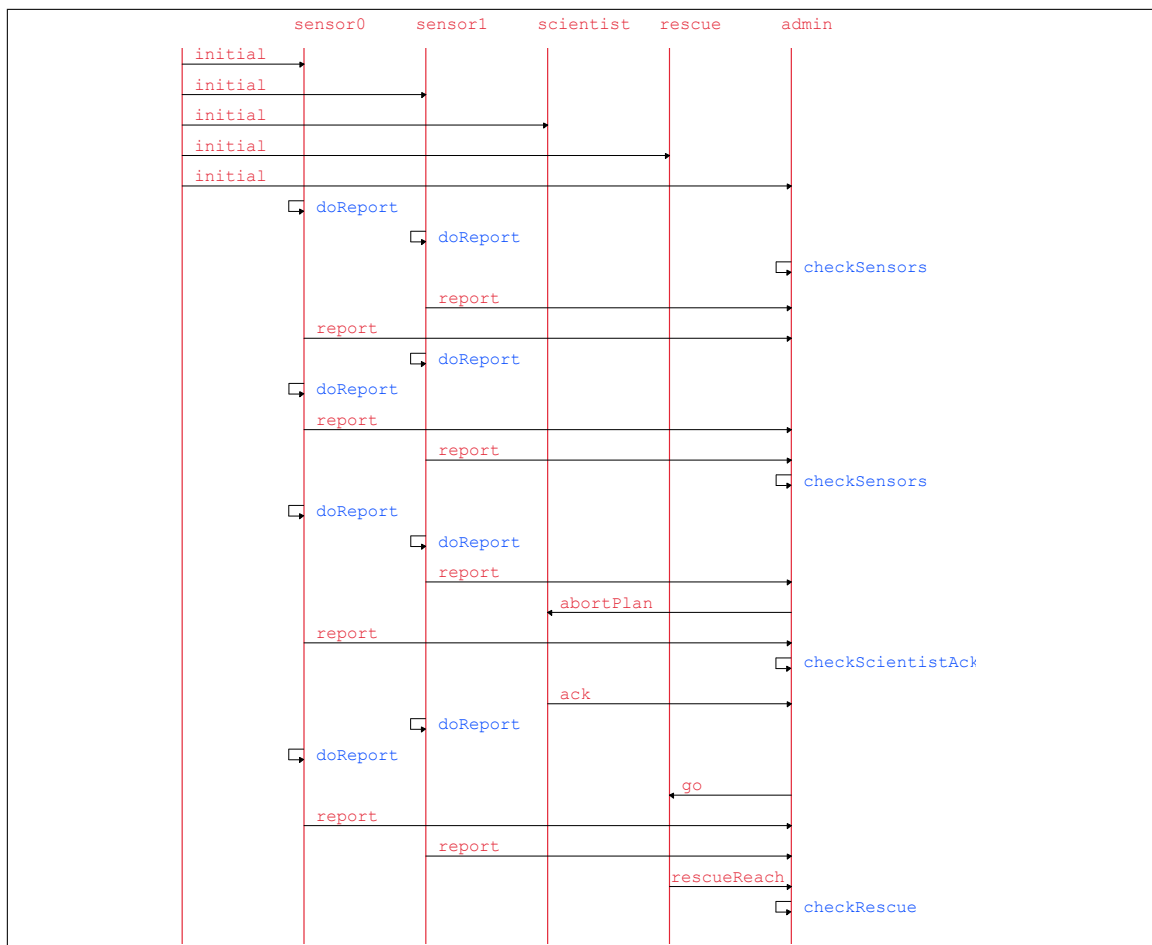 sensor0 sensor1 scientist rescue admin
initial
initial
initial
initial
initial
doReport
doReport
checkSensors
report
report
doReport
doReport
report
report
checkSensors
doReport
doReport
report
abortPlan
report
checkScientistAck
ack
doReport
doReport
go
report
report
rescueReach
checkRescue